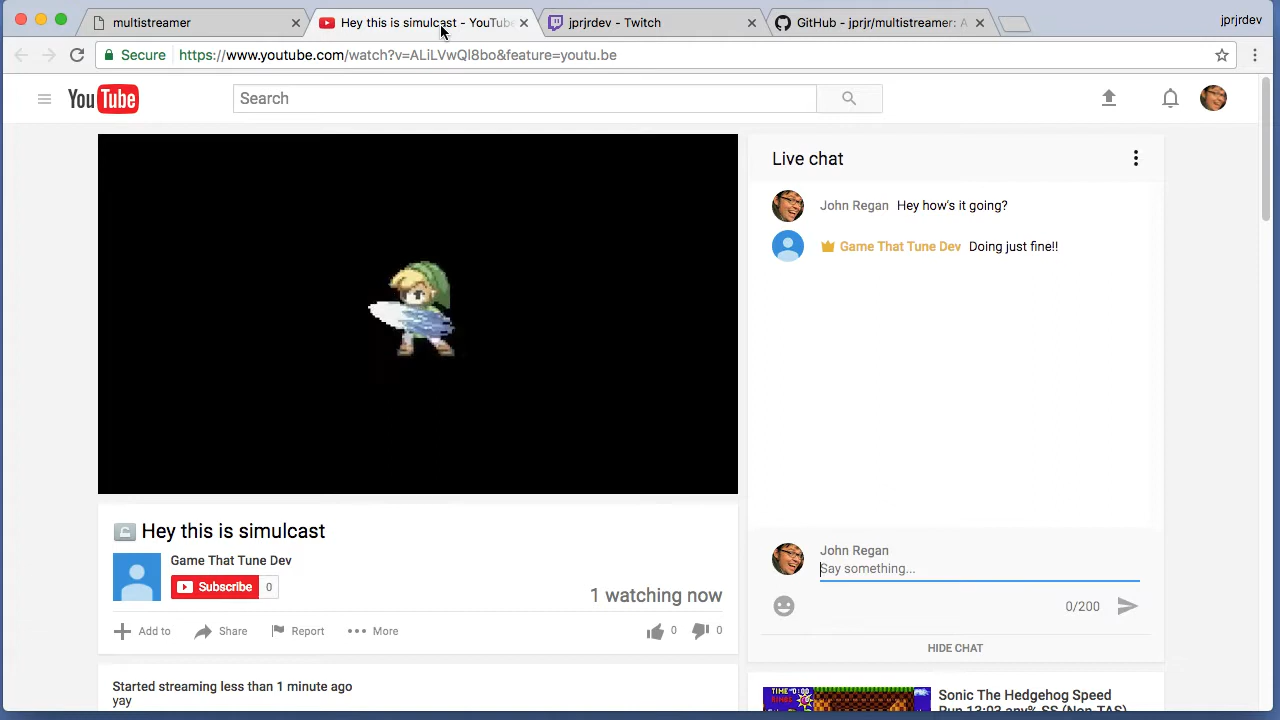 multistreamer
Hey this is simulcast - YouTube
jprjrdev - Twitch
GitHub - jprjr/multistreamer: A
jprjrdev
Secure
https://www.youtube.com/watch?v=ALiLVwQI8bo&feature=youtu.be
YouTube
Search
Live chat
John Regan Hey how's it going?
Game That Tune Dev Doing just fine!!
Hey this is simulcast
Game That Tune Dev
Subscribe 0
1 watching now
Add to Share Report More 0 0
Started streaming less than 1 minute ago
yay
John Regan
Say something...
0/200
HIDE CHAT
Sonic The Hedgehog Speed
Run 13:03 any% SS (Non TAS)